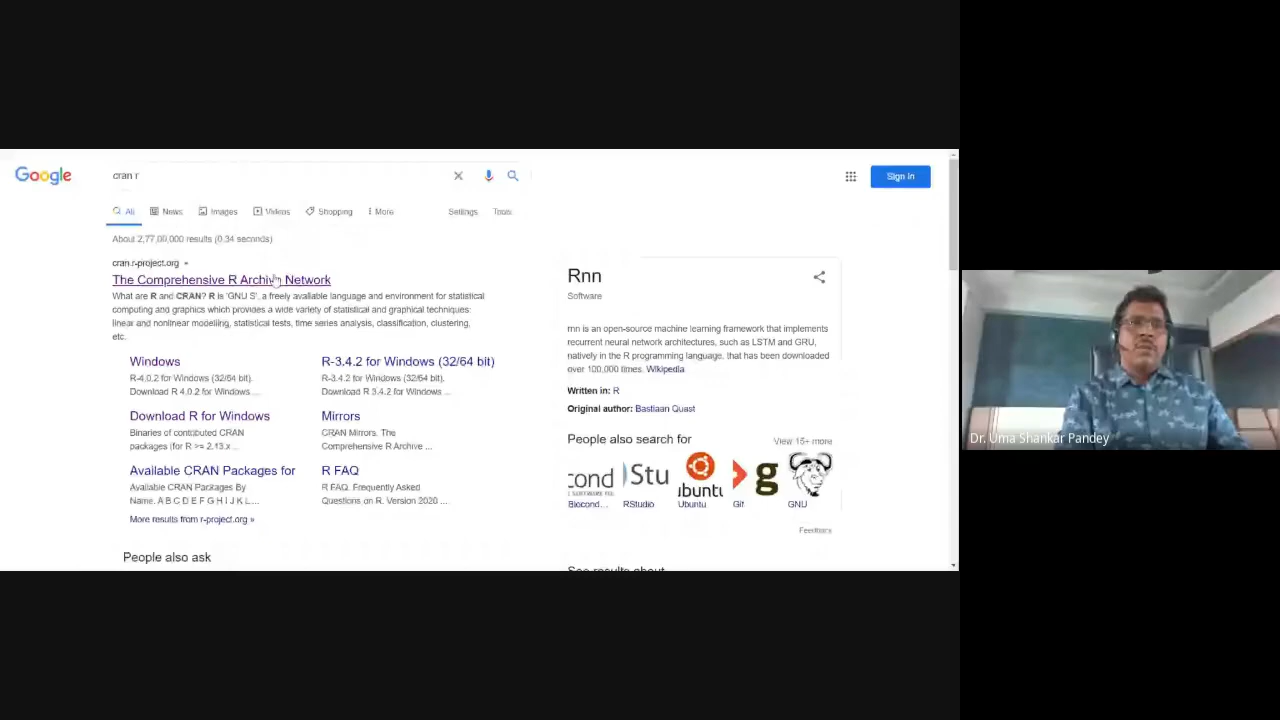 Google
cran r
Sign in
All
News
Images
Videos
Shopping
More
Settings
Tools
About 2,77,00,000 results (0.34 seconds)
cran.r-project.org
The Comprehensive R Archive Network
What are R and CRAN? R is 'GNU S', a freely available language and environment for statistical
computing and graphics which provides a wide variety of statistical and graphical techniques:
linear and nonlinear modelling, statistical tests, time series analysis, classification, clustering,
etc.
Windows
R-4.0.2 for Windows (32/64 bit).
Download R 4.0.2 for Windows ...
R-3.4.2 for Windows (32/64 bit)
R-3.4.2 for Windows (32/64 bit).
Download R 3.4.2 for Windows ...
Download R for Windows
Binaries of contributed CRAN
packages (for R >= 2.13.x ...
Mirrors
CRAN Mirrors. The
Comprehensive R Archive ...
Available CRAN Packages for
Available CRAN Packages By
Name. A B C D E F G H I J K L ...
R FAQ
R FAQ. Frequently Asked
Questions on R. Version 2020 ...
More results from r-project.org »
People also ask
Rnn
Software
rnn is an open-source machine learning framework that implements
recurrent neural network architectures, such as LSTM and GRU,
natively in the R programming language, that has been downloaded
over 100,000 times. Wikipedia
Written in: R
Original author: Bastiaan Quast
People also search for
View 15+ more
cond
Stu
ubunt
g
Biocond...
RStudio
Ubuntu
Git
GNU
Feedback
See results about
Dr. Uma Shankar Pandey